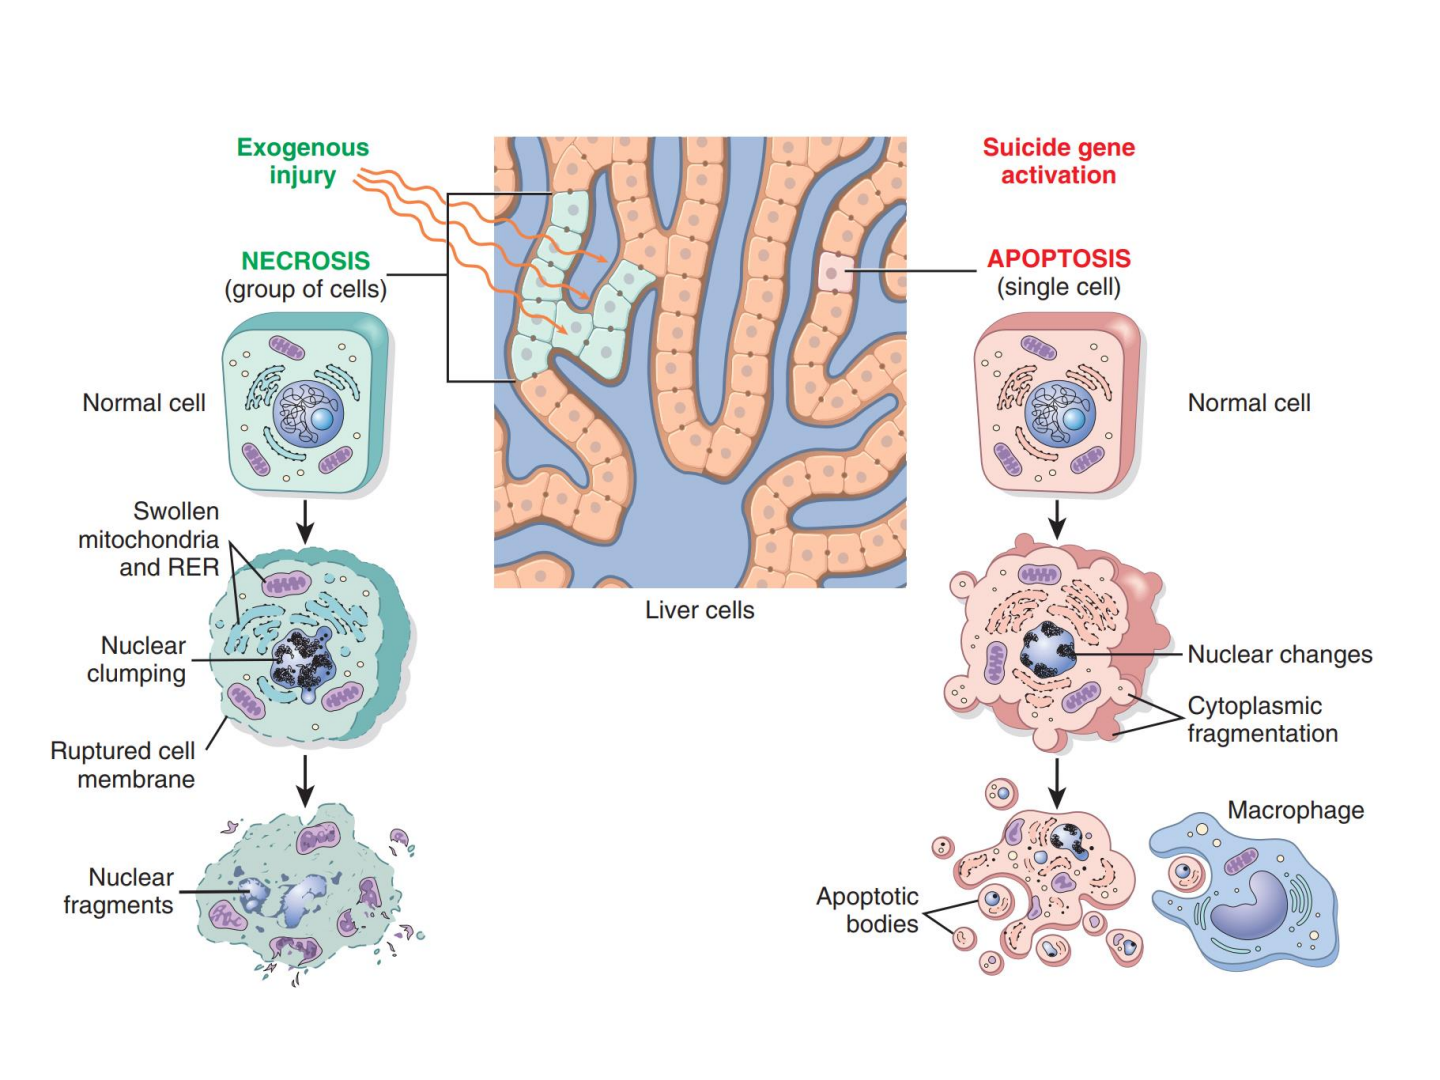 Exogenous
injury
NECROSIS
(group of cells)
Normal cell
Swollen
mitochondria
and RER
Nuclear
clumping
Ruptured cell
membrane
Nuclear
fragments
Liver cells
Suicide gene
activation
APOPTOSIS
(single cell)
Normal cell
Nuclear changes
Cytoplasmic
fragmentation
Macrophage
Apoptotic
bodies